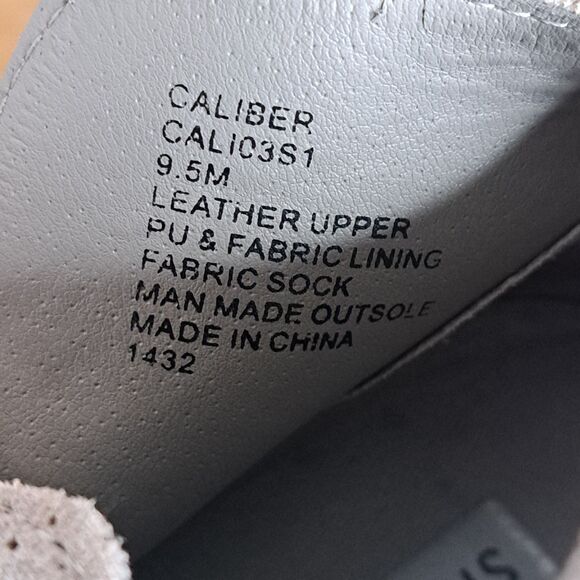 CALIBER
CALI03S1
9.5M
LEATHER UPPER
PU & FABRIC LINING
FABRIC SOCK
MAN MADE OUTSOLE
MADE IN CHINA
1432